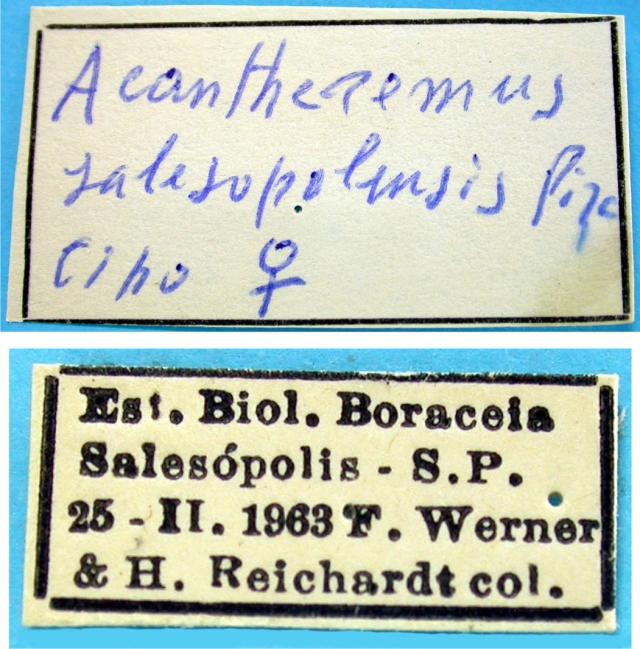 Acantheremus
salesopolensis Piza
Tipo ♀
Est. Biol. Boraceia
Salesópolis - S.P.
25 - II. 1963 F. Werner
& H. Reichardt col.